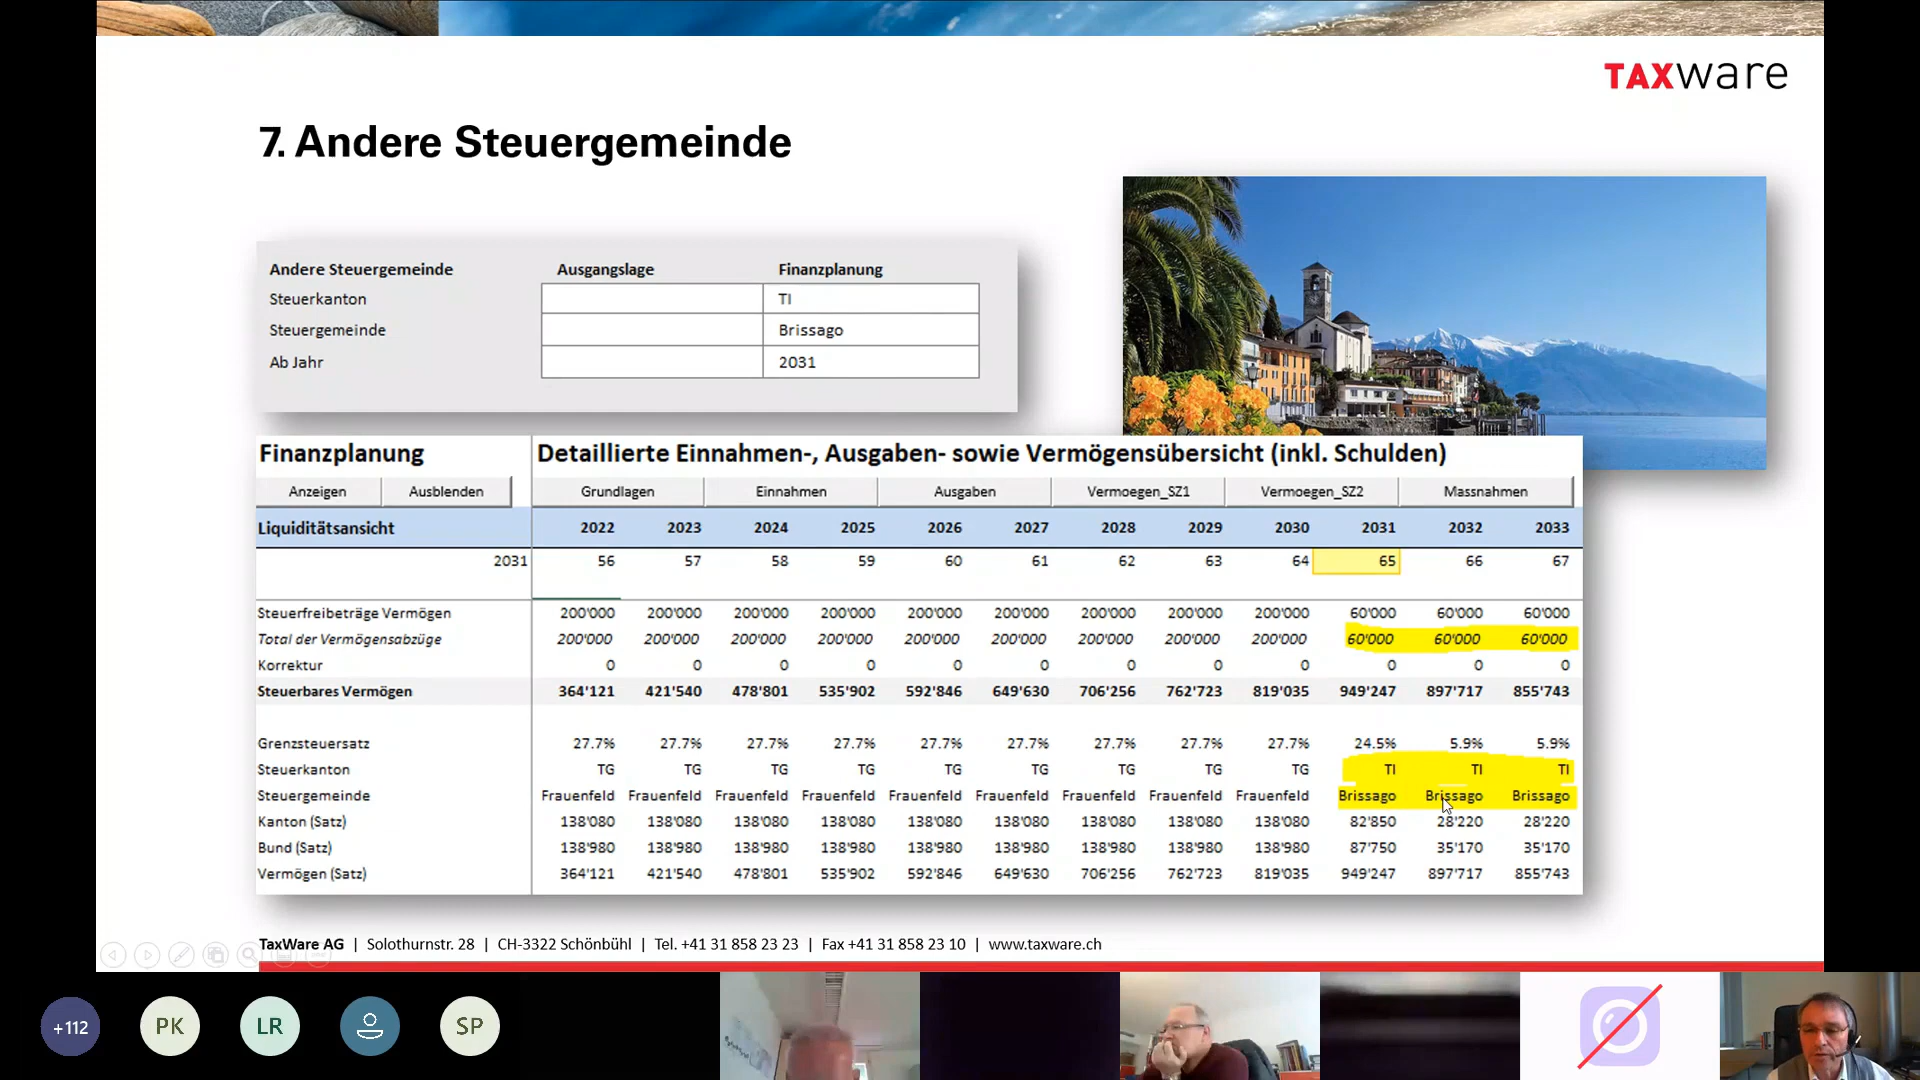 TAXware
7. Andere Steuergemeinde
Andere Steuergemeinde Ausgangslage Finanzplanung
Steuerkanton TI
Steuergemeinde Brissago
Ab Jahr 2031
Finanzplanung Detaillierte Einnahmen-, Ausgaben- sowie Vermögensübersicht (inkl. Schulden)
Anzeigen Ausblenden Grundlagen Einnahmen Ausgaben Vermoegen_SZ1 Vermoegen_SZ2 Massnahmen
Liquiditätsansicht 2022 2023 2024 2025 2026 2027 2028 2029 2030 2031 2032 2033
2031 56 57 58 59 60 61 62 63 64 65 66 67
Steuerfreibeträge Vermögen 200'000 200'000 200'000 200'000 200'000 200'000 200'000 200'000 200'000 60'000 60'000 60'000
Total der Vermögensabzüge 200'000 200'000 200'000 200'000 200'000 200'000 200'000 200'000 200'000 60'000 60'000 60'000
Korrektur 0 0 0 0 0 0 0 0 0 0 0 0
Steuerbares Vermögen 364'121 421'540 478'801 535'902 592'846 649'630 706'256 762'723 819'035 949'247 897'717 855'743
Grenzsteuersatz 27.7% 27.7% 27.7% 27.7% 27.7% 27.7% 27.7% 27.7% 27.7% 24.5% 5.9% 5.9%
Steuerkanton TG TG TG TG TG TG TG TG TG TI TI TI
Steuergemeinde Frauenfeld Frauenfeld Frauenfeld Frauenfeld Frauenfeld Frauenfeld Frauenfeld Frauenfeld Frauenfeld Brissago Brissago Brissago
Kanton (Satz) 138'080 138'080 138'080 138'080 138'080 138'080 138'080 138'080 138'080 82'850 28'220 28'220
Bund (Satz) 138'980 138'980 138'980 138'980 138'980 138'980 138'980 138'980 138'980 87'750 35'170 35'170
Vermögen (Satz) 364'121 421'540 478'801 535'902 592'846 649'630 706'256 762'723 819'035 949'247 897'717 855'743
TaxWare AG | Solothurnstr. 28 | CH-3322 Schönbühl | Tel. +41 31 858 23 23 | Fax +41 31 858 23 10 | www.taxware.ch
+112 PK LR SP